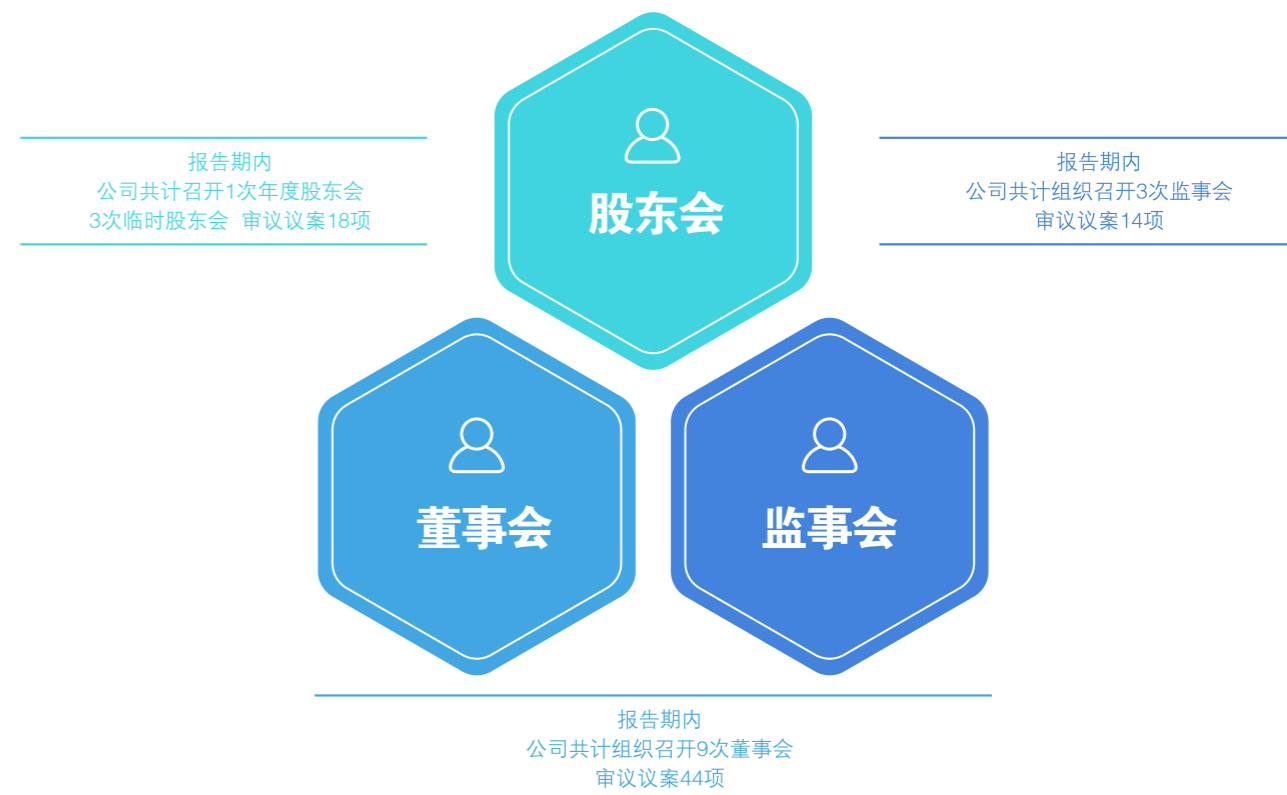 股东会
报告期内
公司共计召开1次年度股东会
3次临时股东会 审议议案18项
报告期内
公司共计组织召开3次监事会
审议议案14项
董事会
监事会
报告期内
公司共计组织召开9次董事会
审议议案44项